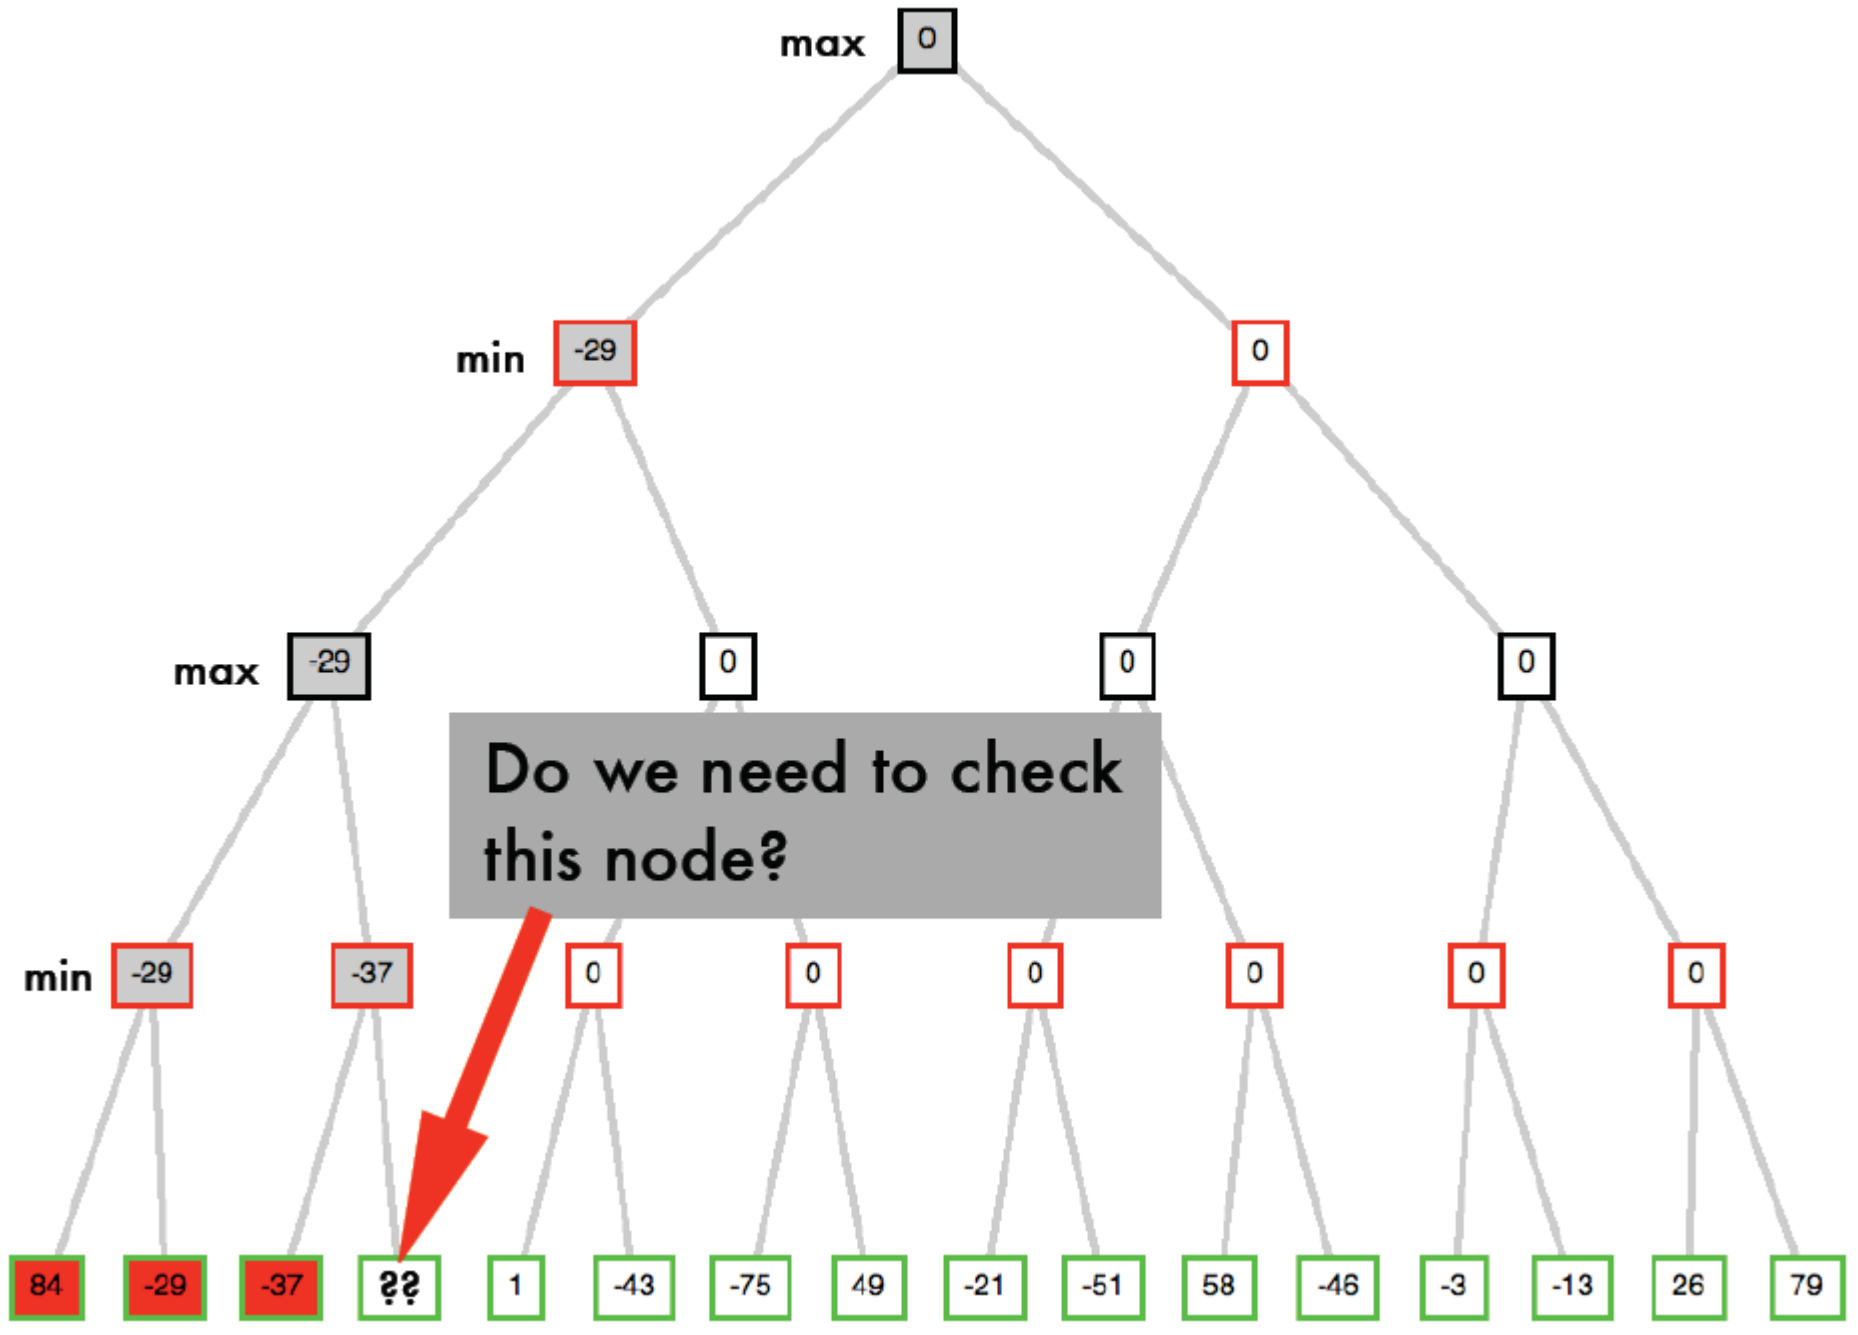 max 0
min -29 0
max -29 0 0 0
Do we need to check
this node?
min -29 -37 0 0 0 0 0 0
84 -29 -37 ?? 1 -43 -75 49 -21 -51 58 -46 -3 -13 26 79